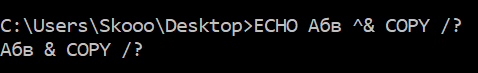 C:\Users\Skooo\Desktop>ECHO Абв ^& COPY /?
Абв & COPY /?